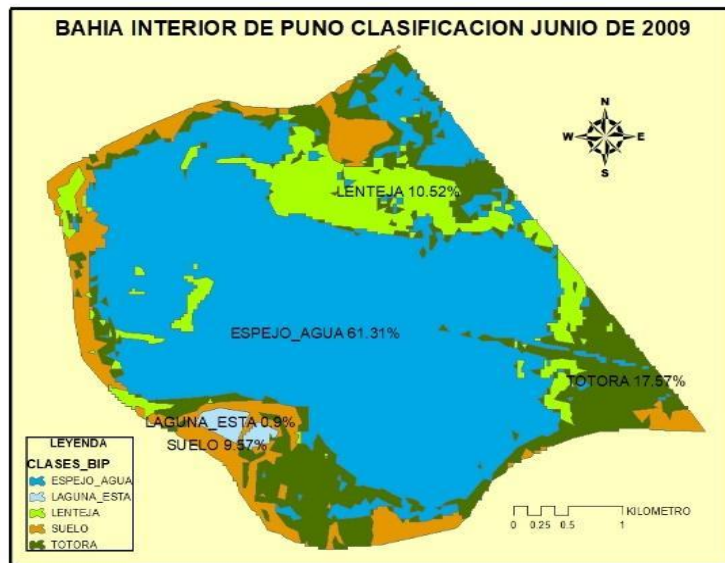 BAHIA INTERIOR DE PUNO CLASIFICACION JUNIO DE 2009
N
W E
S
LENTEJA 10.52%
ESPEJO_AGUA 61.31%
TOTORA 17.57%
LAGUNA_ESTA 0.9%
SUELO 9.57%
LEYENDA
CLASES_BIP
ESPEJO_AGUA
LAGUNA_ESTA
LENTEJA
SUELO
TOTORA
KILOMETRO
0 0.25 0.5 1